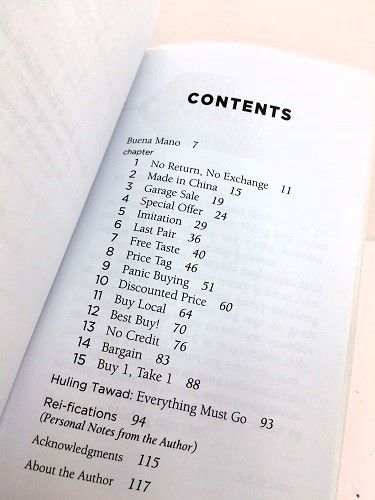 CONTENTS
Buena Mano 7
chapter
1 No Return, No Exchange 11
2 Made in China 15
3 Garage Sale 19
4 Special Offer 24
5 Imitation 29
6 Last Pair 36
7 Free Taste 40
8 Price Tag 46
9 Panic Buying 51
10 Discounted Price 60
11 Buy Local 64
12 Best Buy! 70
13 No Credit 76
14 Bargain 83
15 Buy 1, Take 1 88
Huling Tawad: Everything Must Go 93
Rei-fications 94
(Personal Notes from the Author)
Acknowledgments 115
About the Author 117